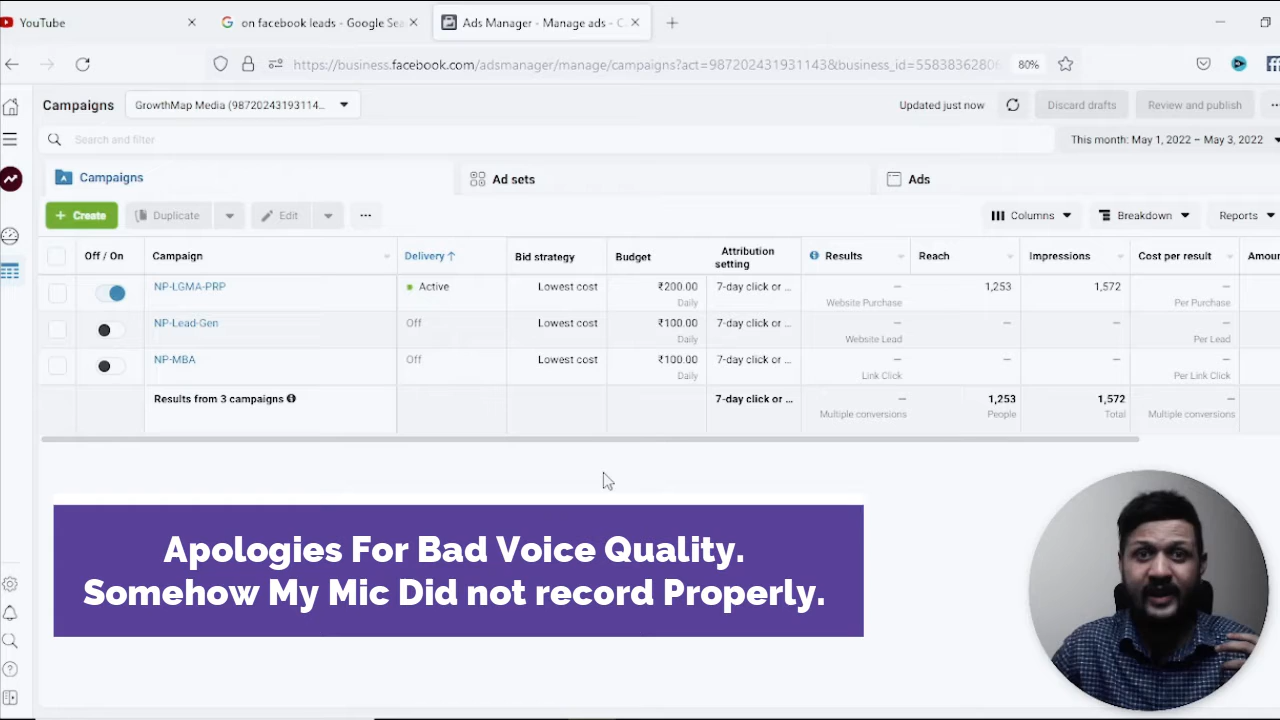 YouTube
on facebook leads - Google Sea
Ads Manager - Manage ads - C
https://business.facebook.com/adsmanager/manage/campaigns?act=987202431931143&business_id=55838362806
80%
Campaigns
GrowthMap Media (98720243193114...
Updated just now
Discard drafts
Review and publish
Search and filter
This month: May 1, 2022 – May 3, 2022
Campaigns
Ad sets
Ads
+ Create
Duplicate
Edit
...
Columns
Breakdown
Reports
Off / On
Campaign
Delivery ↑
Bid strategy
Budget
Attribution
setting
Results
Reach
Impressions
Cost per result
Amoun
NP-LGMA-PRP
Active
Lowest cost
₹200.00
Daily
7-day click or ...
—
Website Purchase
1,253
1,572
—
Per Purchase
NP-Lead-Gen
Off
Lowest cost
₹100.00
Daily
7-day click or ...
—
Website Lead
—
—
—
Per Lead
NP-MBA
Off
Lowest cost
₹100.00
Daily
7-day click or ...
—
Link Click
—
—
—
Per Link Click
Results from 3 campaigns
7-day click or ...
—
Multiple conversions
1,253
People
1,572
Total
—
Multiple conversions
Apologies For Bad Voice Quality.
Somehow My Mic Did not record Properly.